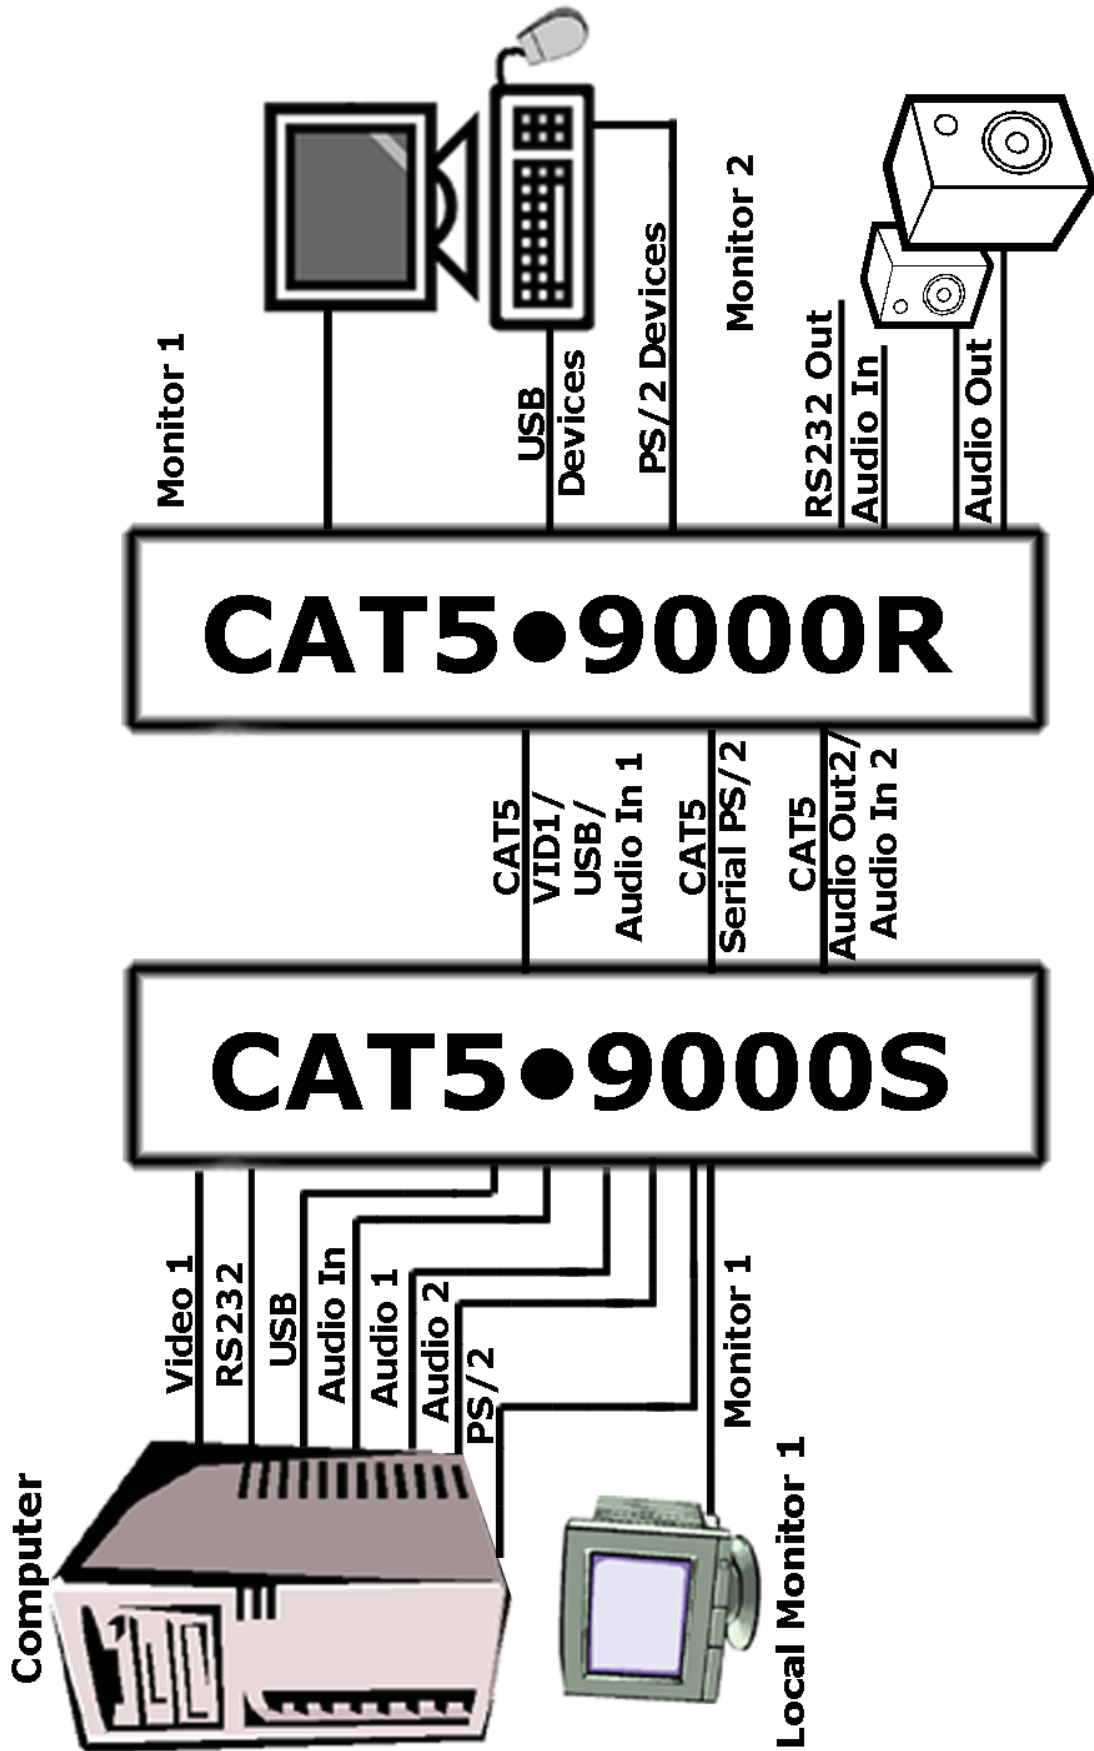 Computer
Video 1
RS232
USB
Audio In
Audio 1
Audio 2
PS/2
Monitor 1
Local Monitor 1
CAT5•9000S
CAT5
VID1/
USB/
Audio In 1
CAT5
Serial PS/2
CAT5
Audio Out2/
Audio In 2
CAT5•9000R
Monitor 1
USB
Devices
PS/2 Devices
Monitor 2
RS232 Out
Audio In
Audio Out